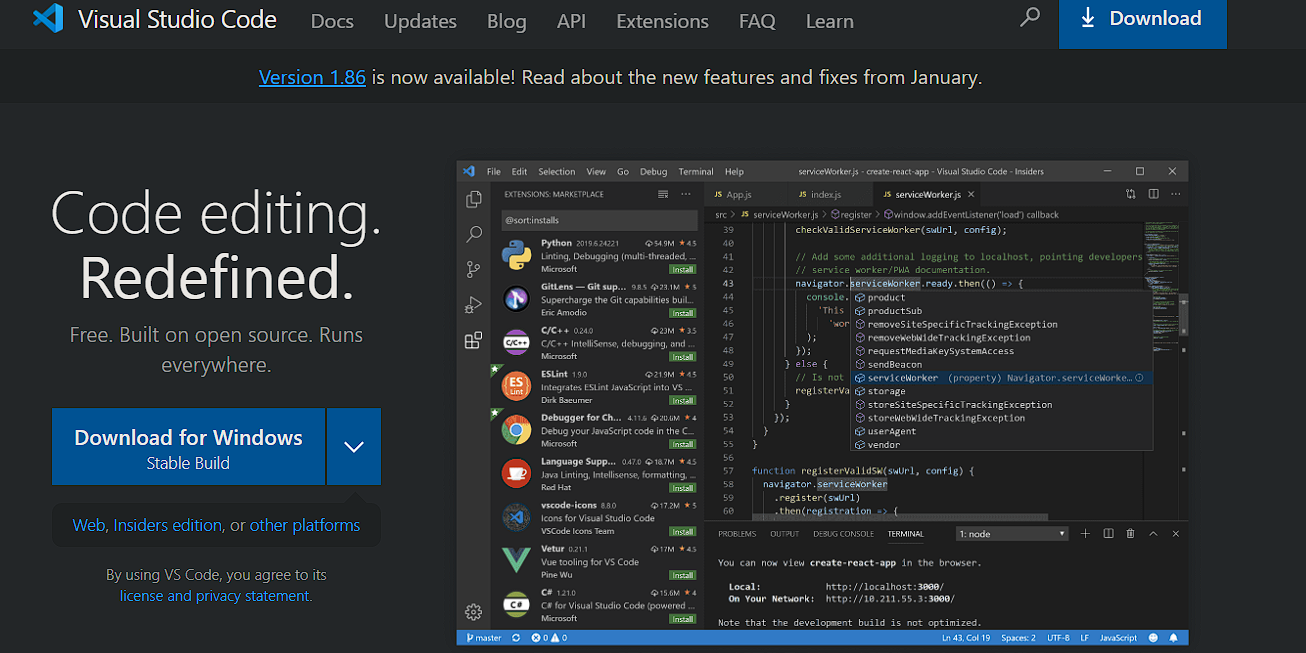 Visual Studio Code Docs Updates Blog API Extensions FAQ Learn Download
Version 1.86 is now available! Read about the new features and fixes from January.
Code editing.
Redefined.
Free. Built on open source. Runs
everywhere.
Download for Windows
Stable Build
Web, Insiders edition, or other platforms
By using VS Code, you agree to its
license and privacy statement.
File Edit Selection View Go Debug Terminal Help serviceWorker.js - create-react-app - Visual Studio Code - Insiders
EXTENSIONS: MARKETPLACE
@sort:installs
Python 2019.6.24221 54.9M ★ 4.5
Linting, Debugging (multi-threaded, ...
Microsoft Install
GitLens — Git sup... 9.8.5 23.1M ★ 5
Supercharge the Git capabilities buil...
Eric Amodio Install
C/C++ C/C++ 0.24.0 23M ★ 3.5
C/C++ IntelliSense, debugging, and ...
Microsoft Install
ES Lint ESLint 1.9.0 21.9M ★ 4.5
Integrates ESLint JavaScript into VS ...
Dirk Baeumer Install
Debugger for Ch... 4.11.6 20.6M ★ 4
Debug your JavaScript code in the C...
Microsoft Install
Language Supp... 0.47.0 18.7M ★ 4.5
Java Linting, Intellisense, formatting, ...
Red Hat Install
vscode-icons 8.8.0 17.2M ★ 5
Icons for Visual Studio Code
VSCode Icons Team Install
Vetur 0.21.1 17M ★ 4.5
Vue tooling for VS Code
Pine Wu Install
C# C# 1.21.0 15.6M ★ 4
C# for Visual Studio Code (powered ...
Microsoft Install
JS App.js JS index.js JS serviceWorker.js ×
src > JS serviceWorker.js > register > window.addEventListener('load') callback
39 checkValidServiceWorker(swUrl, config);
40
41 // Add some additional logging to localhost, pointing developers
42 // service worker/PWA documentation.
43 navigator.serviceWorker.ready.then(() => {
44 console. product
45 'This productSub
46 'wor removeSiteSpecificTrackingException
47 ); removeWebWideTrackingException
48 }); requestMediaKeySystemAccess
49 } else { sendBeacon
50 // Is not serviceWorker (property) Navigator.serviceWorke...
51 registerVa storage
52 } storeSiteSpecificTrackingException
53 }); storeWebWideTrackingException
54 } userAgent
55 } vendor
56
57 function registerValidSW(swUrl, config) {
58 navigator.serviceWorker
59 .register(swUrl)
60 .then(registration => {
PROBLEMS OUTPUT DEBUG CONSOLE TERMINAL 1: node
You can now view create-react-app in the browser.
Local: http://localhost:3000/
On Your Network: http://10.211.55.3:3000/
Note that the development build is not optimized.
master 0 0 Ln 43, Col 19 Spaces: 2 UTF-8 LF JavaScript